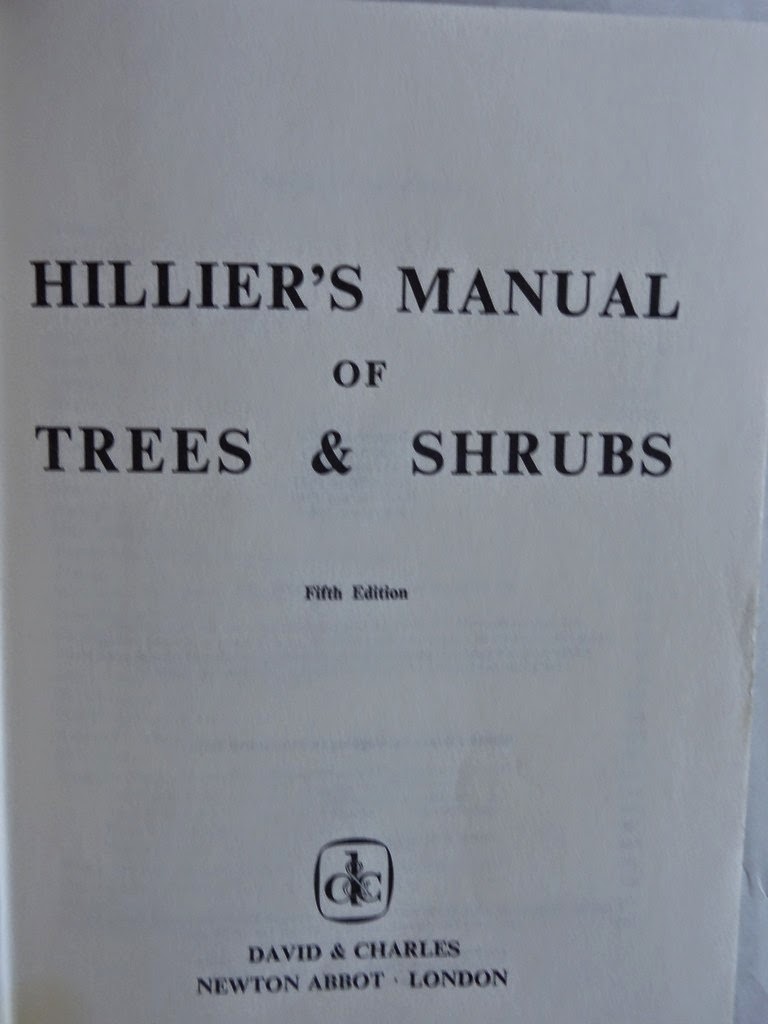 HILLIER'S MANUAL
OF
TREES & SHRUBS
Fifth Edition
DAVID & CHARLES
NEWTON ABBOT · LONDON